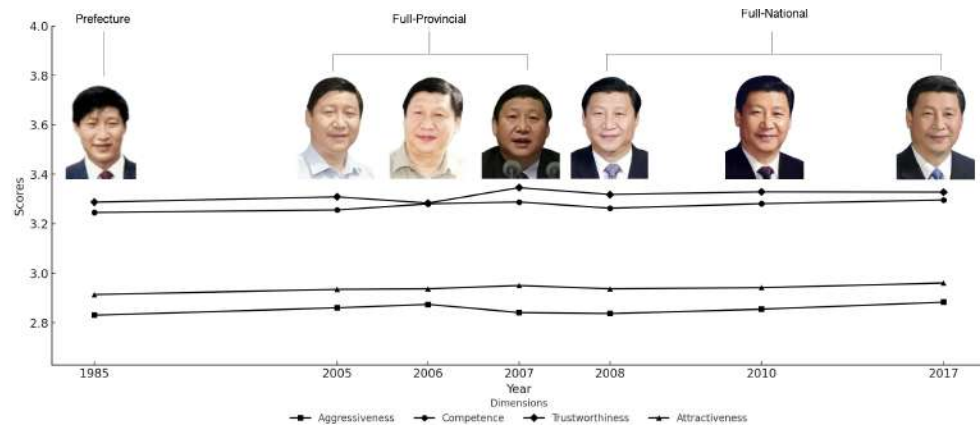 Prefecture
Full-Provincial
Full-National
4.0
3.8
3.6
3.4
3.2
3.0
2.8
Scores
1985
2005
2006
2007
2008
2010
2017
Year
Dimensions
Aggressiveness
Competence
Trustworthiness
Attractiveness